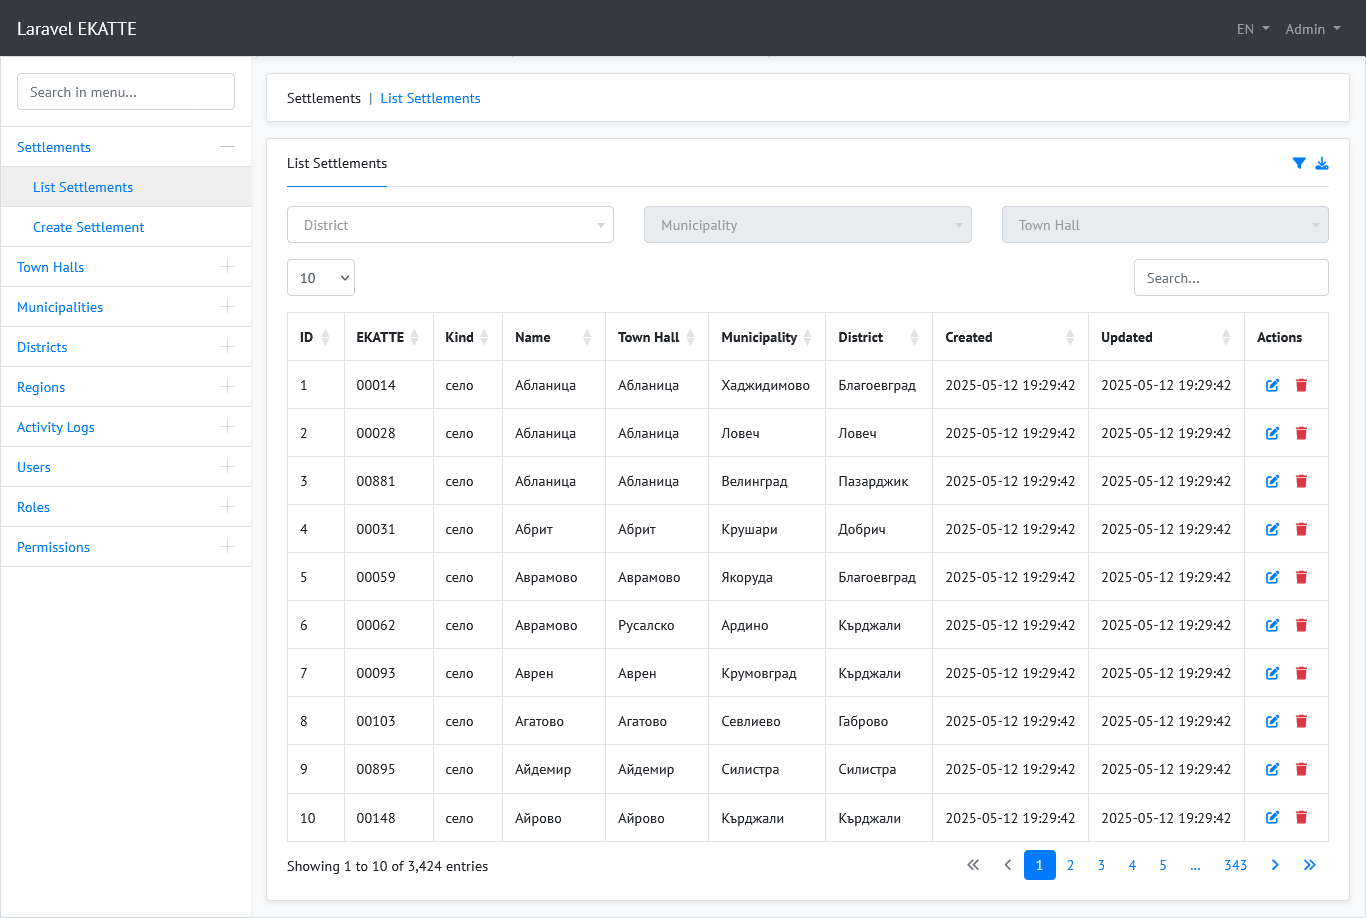 Laravel EKATTE
EN Admin
Search in menu...
Settlements
List Settlements
Create Settlement
Town Halls
Municipalities
Districts
Regions
Activity Logs
Users
Roles
Permissions
Settlements | List Settlements
List Settlements
District Municipality Town Hall
10 Search...
ID EKATTE Kind Name Town Hall Municipality District Created Updated Actions
1 00014 село Абланица Абланица Хаджидимово Благоевград 2025-05-12 19:29:42 2025-05-12 19:29:42
2 00028 село Абланица Абланица Ловеч Ловеч 2025-05-12 19:29:42 2025-05-12 19:29:42
3 00881 село Абланица Абланица Велинград Пазарджик 2025-05-12 19:29:42 2025-05-12 19:29:42
4 00031 село Абрит Абрит Крушари Добрич 2025-05-12 19:29:42 2025-05-12 19:29:42
5 00059 село Аврамово Аврамово Якоруда Благоевград 2025-05-12 19:29:42 2025-05-12 19:29:42
6 00062 село Аврамово Русалско Ардино Кърджали 2025-05-12 19:29:42 2025-05-12 19:29:42
7 00093 село Аврен Аврен Крумовград Кърджали 2025-05-12 19:29:42 2025-05-12 19:29:42
8 00103 село Агатово Агатово Севлиево Габрово 2025-05-12 19:29:42 2025-05-12 19:29:42
9 00895 село Айдемир Айдемир Силистра Силистра 2025-05-12 19:29:42 2025-05-12 19:29:42
10 00148 село Айрово Айрово Кърджали Кърджали 2025-05-12 19:29:42 2025-05-12 19:29:42
Showing 1 to 10 of 3,424 entries
« ‹ 1 2 3 4 5 ... 343 › »